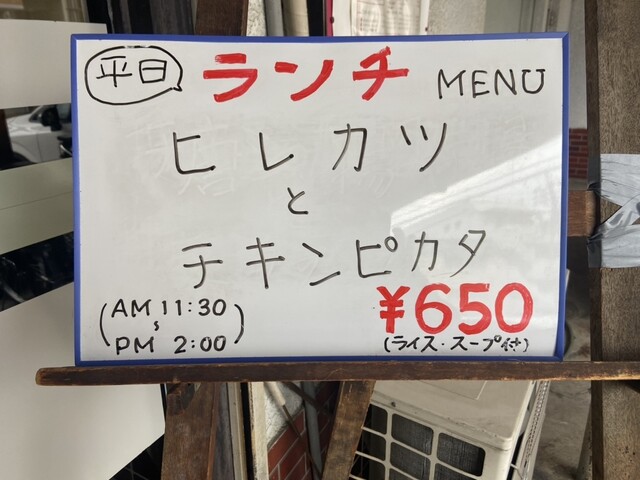 平日 ランチ MENU
ヒレカツ
と
チキンピカタ
(AM 11:30
~
PM 2:00)
¥650
(ライス・スープ付)